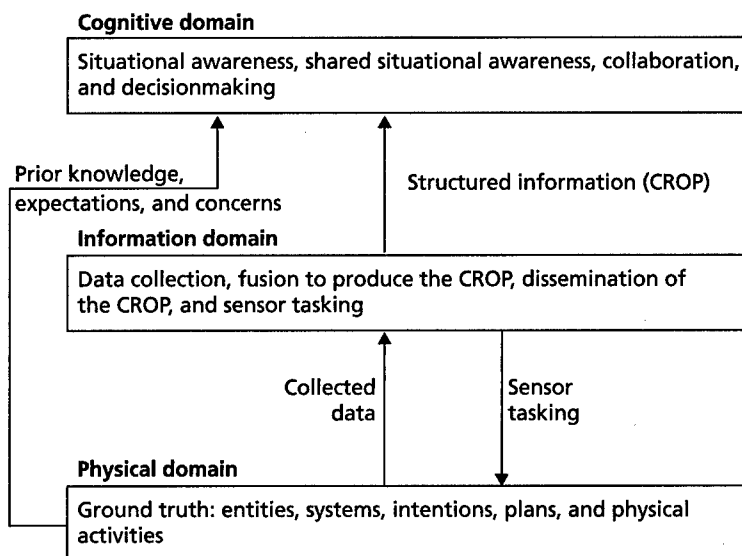 Cognitive domain
Situational awareness, shared situational awareness, collaboration,
and decisionmaking
Prior knowledge,
expectations, and concerns
Structured information (CROP)
Information domain
Data collection, fusion to produce the CROP, dissemination of
the CROP, and sensor tasking
Collected
data
Sensor
tasking
Physical domain
Ground truth: entities, systems, intentions, plans, and physical
activities